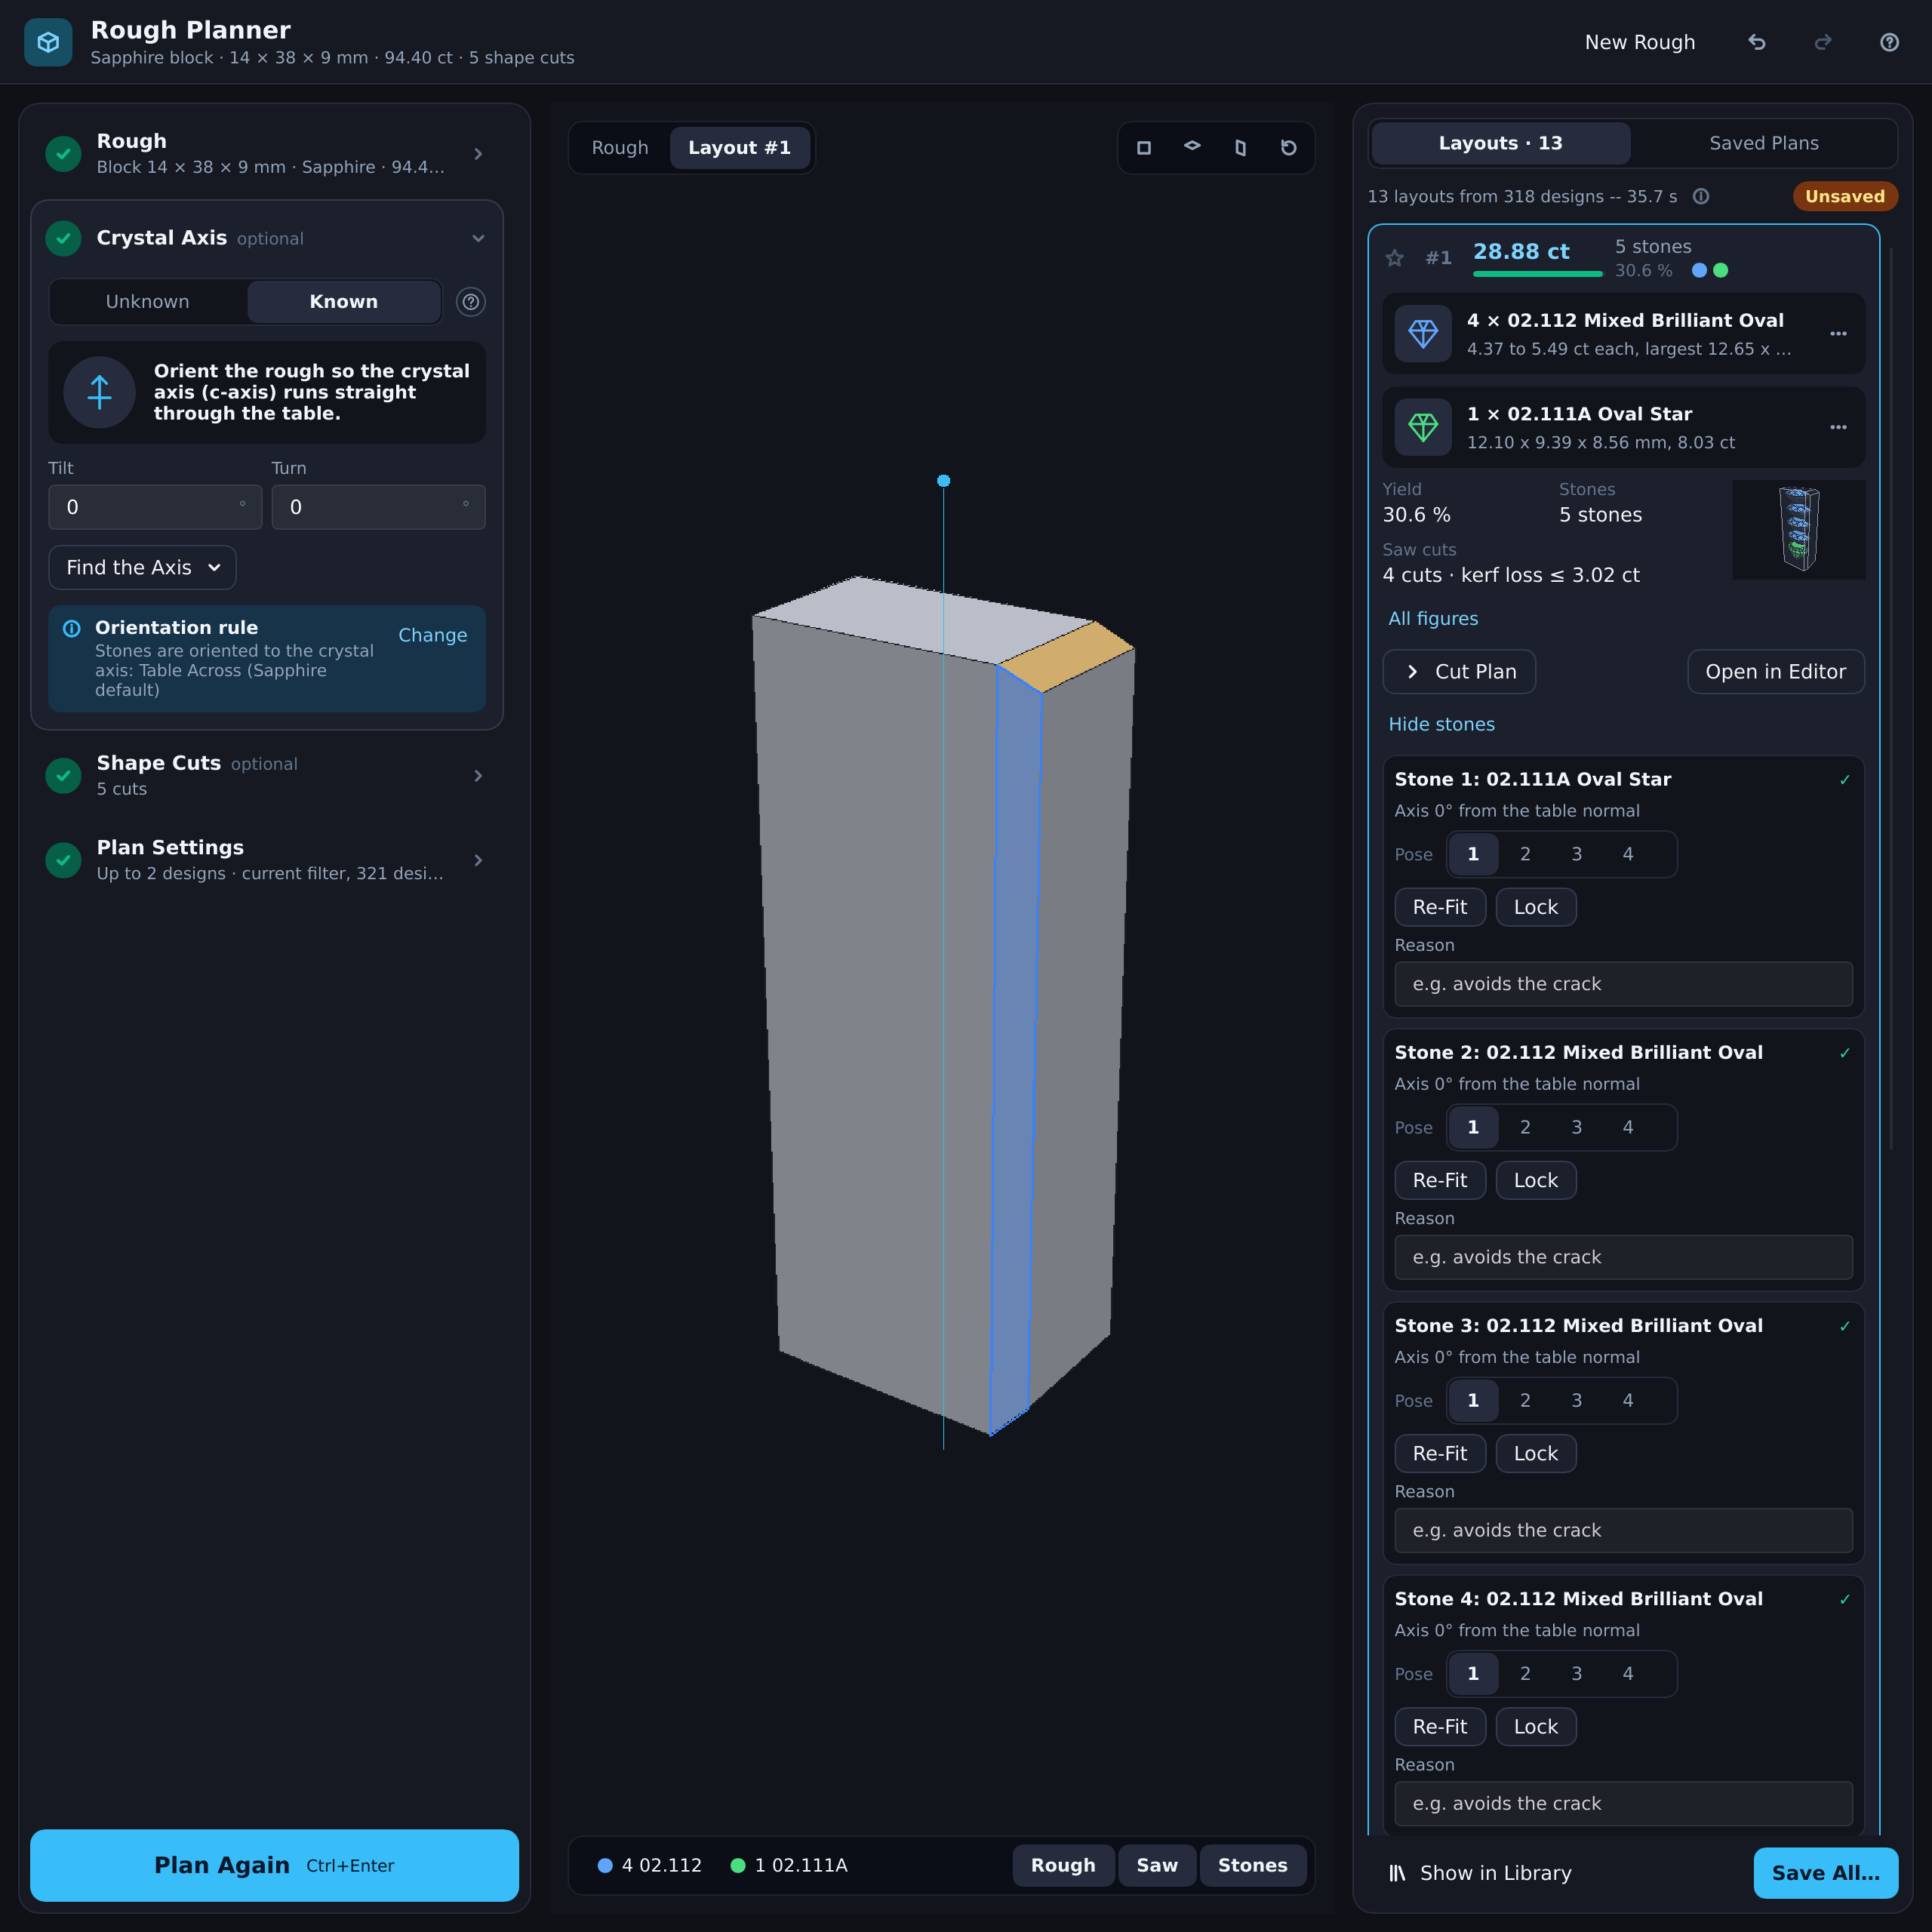 Rough Planner
Sapphire block · 14 × 38 × 9 mm · 94.40 ct · 5 shape cuts
New Rough
Rough
Block 14 × 38 × 9 mm · Sapphire · 94.4…
Crystal Axis optional
Unknown
Known
Orient the rough so the crystal
axis (c-axis) runs straight
through the table.
Tilt
Turn
0 °
0 °
Find the Axis
Orientation rule
Change
Stones are oriented to the crystal
axis: Table Across (Sapphire
default)
Shape Cuts optional
5 cuts
Plan Settings
Up to 2 designs · current filter, 321 desi…
Plan Again Ctrl+Enter
Rough
Layout #1
4 02.112
1 02.111A
Rough
Saw
Stones
Layouts · 13
Saved Plans
13 layouts from 318 designs -- 35.7 s
Unsaved
#1
28.88 ct
5 stones
30.6 %
4 × 02.112 Mixed Brilliant Oval
4.37 to 5.49 ct each, largest 12.65 x …
1 × 02.111A Oval Star
12.10 x 9.39 x 8.56 mm, 8.03 ct
Yield
Stones
30.6 %
5 stones
Saw cuts
4 cuts · kerf loss ≤ 3.02 ct
All figures
Cut Plan
Open in Editor
Hide stones
Stone 1: 02.111A Oval Star ✓
Axis 0° from the table normal
Pose 1 2 3 4
Re-Fit
Lock
Reason
e.g. avoids the crack
Stone 2: 02.112 Mixed Brilliant Oval ✓
Axis 0° from the table normal
Pose 1 2 3 4
Re-Fit
Lock
Reason
e.g. avoids the crack
Stone 3: 02.112 Mixed Brilliant Oval ✓
Axis 0° from the table normal
Pose 1 2 3 4
Re-Fit
Lock
Reason
e.g. avoids the crack
Stone 4: 02.112 Mixed Brilliant Oval ✓
Axis 0° from the table normal
Pose 1 2 3 4
Re-Fit
Lock
Reason
e.g. avoids the crack
Show in Library
Save All…